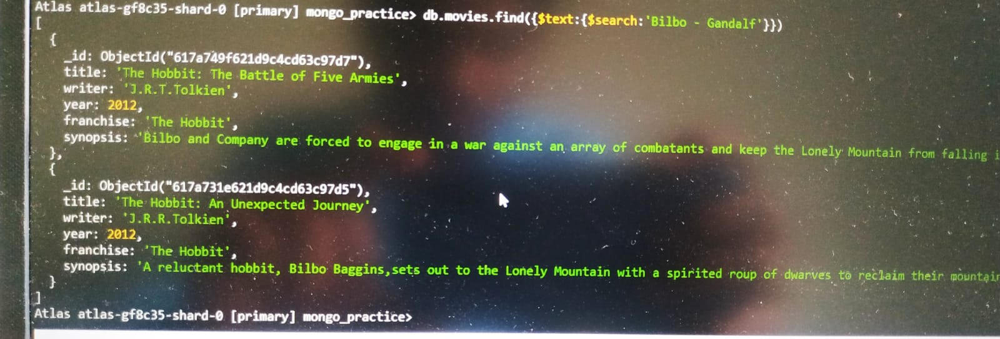 Atlas atlas-gf8c35-shard-0 [primary] mongo_practice> db.movies.find({$text:{$search:'Bilbo - Gandalf'}})
[
  {
    _id: ObjectId("617a749f621d9c4cd63c97d7"),
    title: 'The Hobbit: The Battle of Five Armies',
    writer: 'J.R.T.Tolkien',
    year: 2012,
    franchise: 'The Hobbit',
    synopsis: 'Bilbo and Company are forced to engage in a war against an array of combatants and keep the Lonely Mountain from falling i
  },
  {
    _id: ObjectId("617a731e621d9c4cd63c97d5"),
    title: 'The Hobbit: An Unexpected Journey',
    writer: 'J.R.R.Tolkien',
    year: 2012,
    franchise: 'The Hobbit',
    synopsis: 'A reluctant hobbit, Bilbo Baggins,sets out to the Lonely Mountain with a spirited roup of dwarves to reclaim their mountain
  }
]
Atlas atlas-gf8c35-shard-0 [primary] mongo_practice>